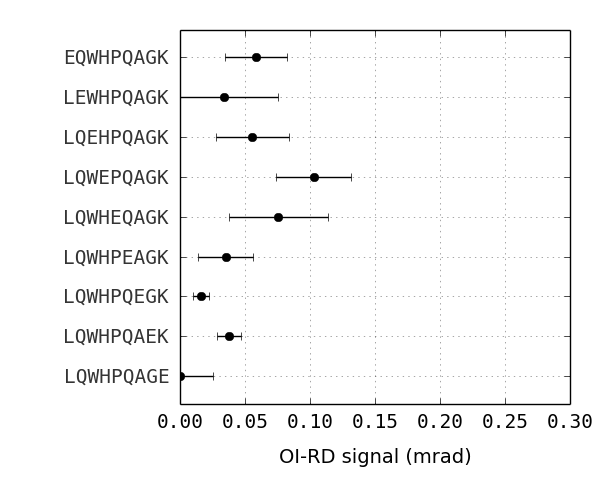 EQWHPQAGK
LEWHPQAGK
LQEHPQAGK
LQWEPQAGK
LQWHEQAGK
LQWHPEAGK
LQWHPQEGK
LQWHPQAEK
LQWHPQAGE
0.00 0.05 0.10 0.15 0.20 0.25 0.30
OI-RD signal (mrad)